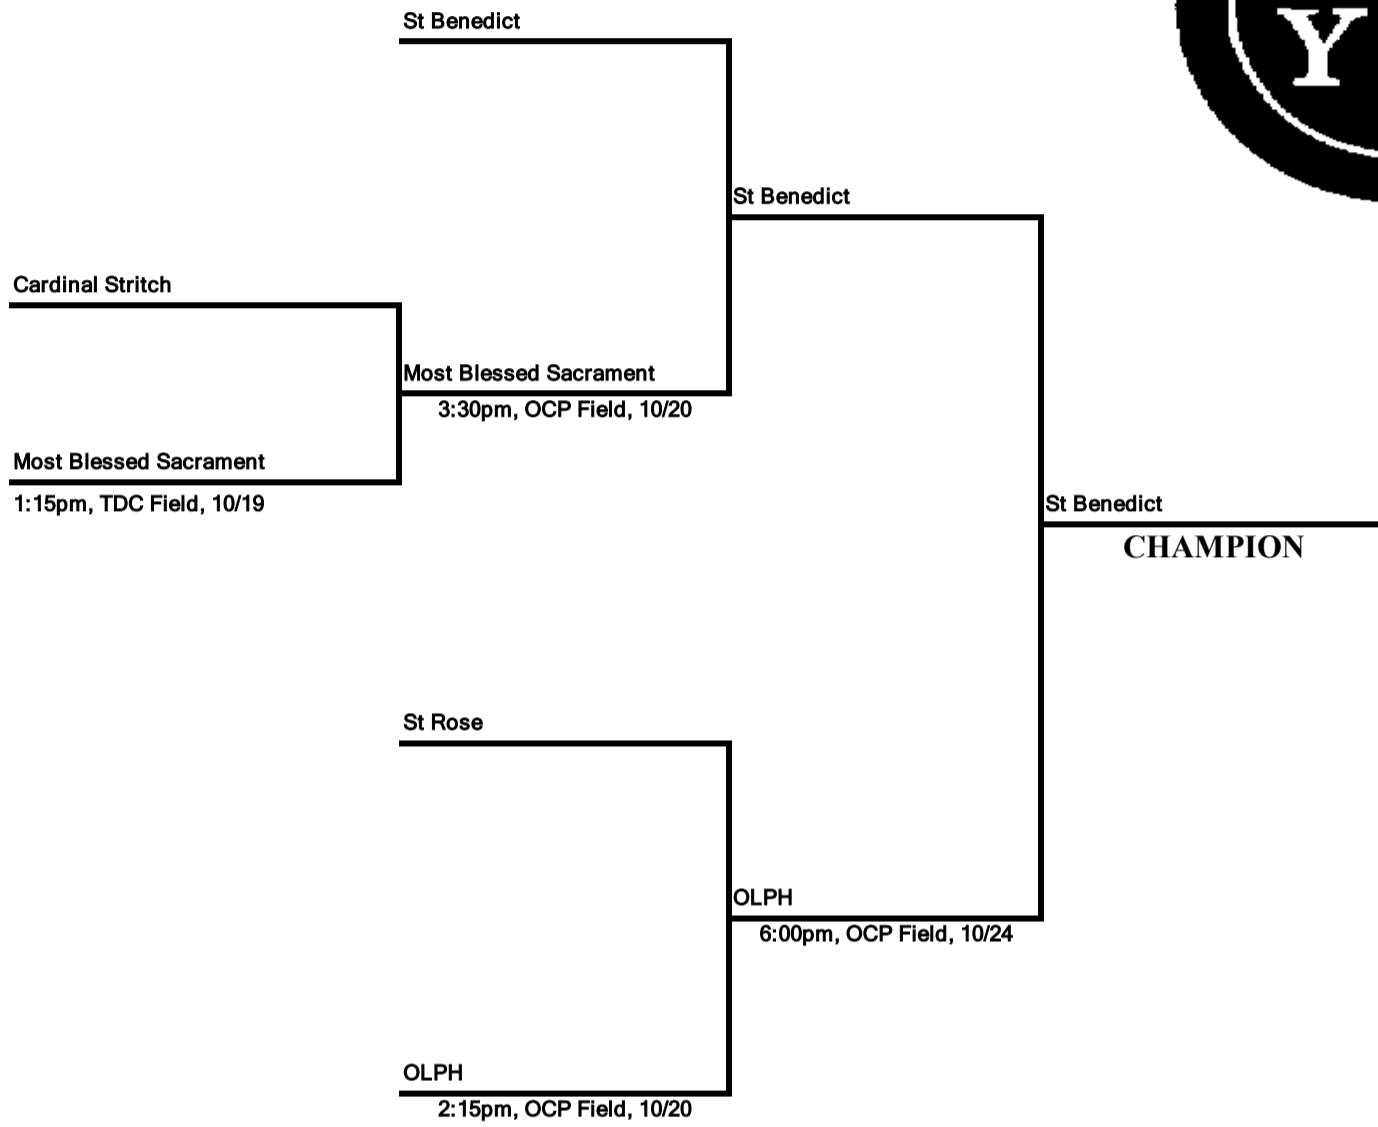 St Benedict
Y
St Benedict
Cardinal Stritch
Most Blessed Sacrament
3:30pm, OCP Field, 10/20
Most Blessed Sacrament
1:15pm, TDC Field, 10/19
St Benedict
CHAMPION
St Rose
OLPH
6:00pm, OCP Field, 10/24
OLPH
2:15pm, OCP Field, 10/20